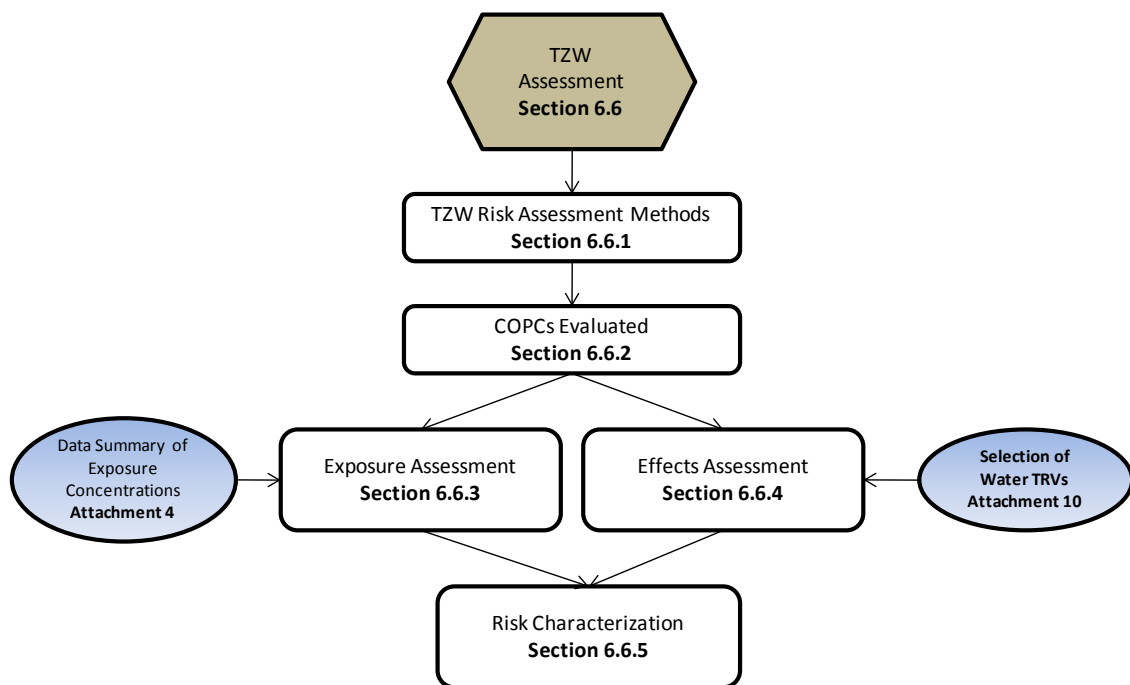 TZW
Assessment
Section 6.6
TZW Risk Assessment Methods
Section 6.6.1
COPCs Evaluated
Section 6.6.2
Data Summary of
Exposure
Concentrations
Attachment 4
Exposure Assessment
Section 6.6.3
Effects Assessment
Section 6.6.4
Selection of
Water TRVs
Attachment 10
Risk Characterization
Section 6.6.5